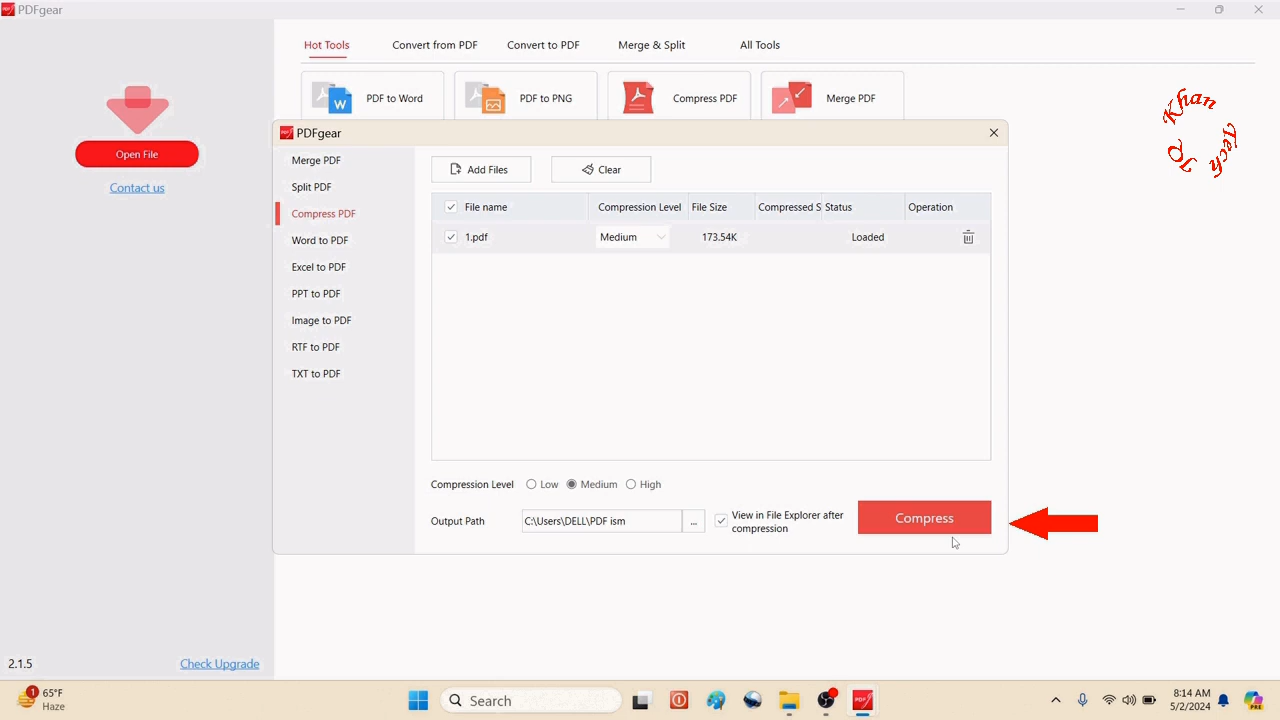 PDFgear
Hot Tools
Convert from PDF
Convert to PDF
Merge & Split
All Tools
PDF to Word
PDF to PNG
Compress PDF
Merge PDF
Open File
Contact us
Khan Tech JD
PDFgear
Merge PDF
Split PDF
Compress PDF
Word to PDF
Excel to PDF
PPT to PDF
Image to PDF
RTF to PDF
TXT to PDF
Add Files
Clear
File name
Compression Level
File Size
Compressed S
Status
Operation
1.pdf
Medium
173.54K
Loaded
Compression Level
Low
Medium
High
Output Path
C:\Users\DELL\PDF ism
...
View in File Explorer after
compression
Compress
2.1.5
Check Upgrade
1
65°F
Haze
Search
8:14 AM
5/2/2024